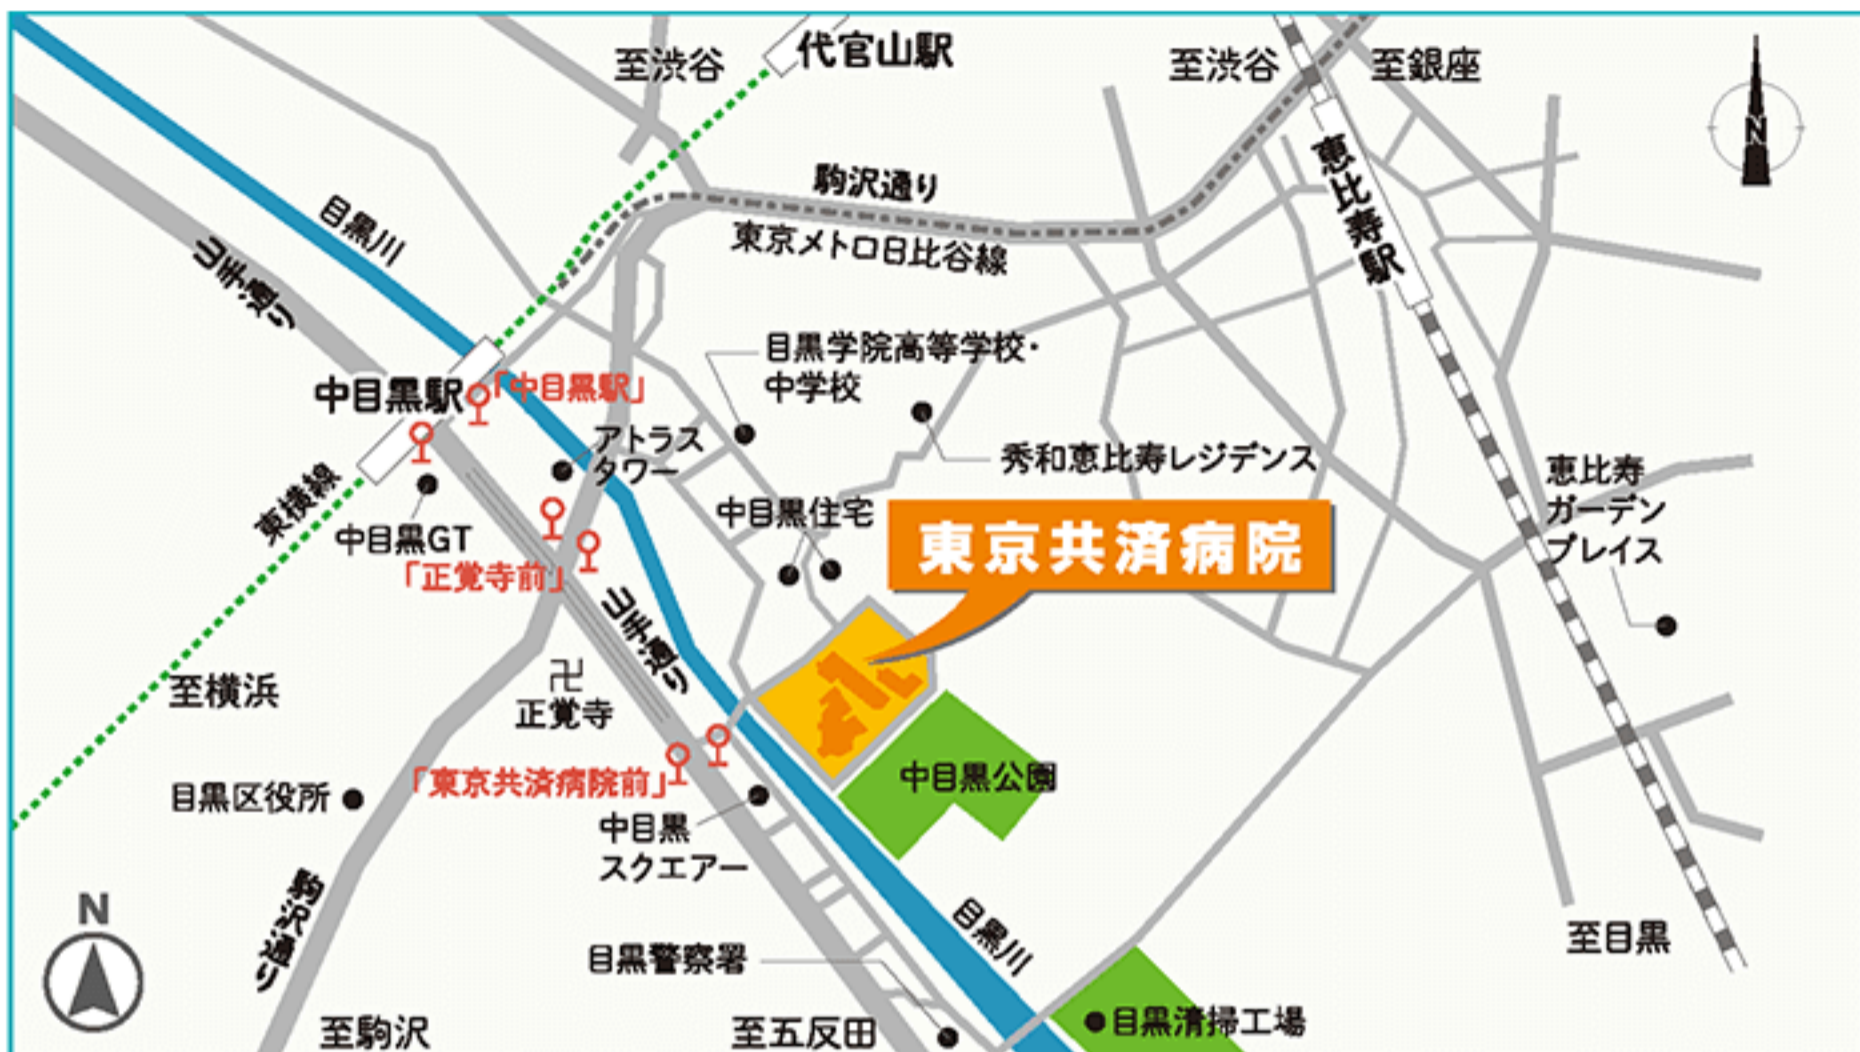 代官山駅
至渋谷
至渋谷
至銀座
N
駒沢通り
東京メトロ日比谷線
恵比寿駅
目黒川
山手通り
目黒学院高等学校・
中学校
中目黒駅
「中目黒駅」
アトラス
タワー
秀和恵比寿レジデンス
恵比寿
ガーデン
プレイス
東横線
中目黒GT
中目黒住宅
東京共済病院
「正覚寺前」
山手通り
至横浜
卍
正覚寺
「東京共済病院前」
中目黒公園
目黒区役所
中目黒
スクエアー
駒沢通り
N
目黒川
目黒警察署
至目黒
至駒沢
至五反田
目黒清掃工場